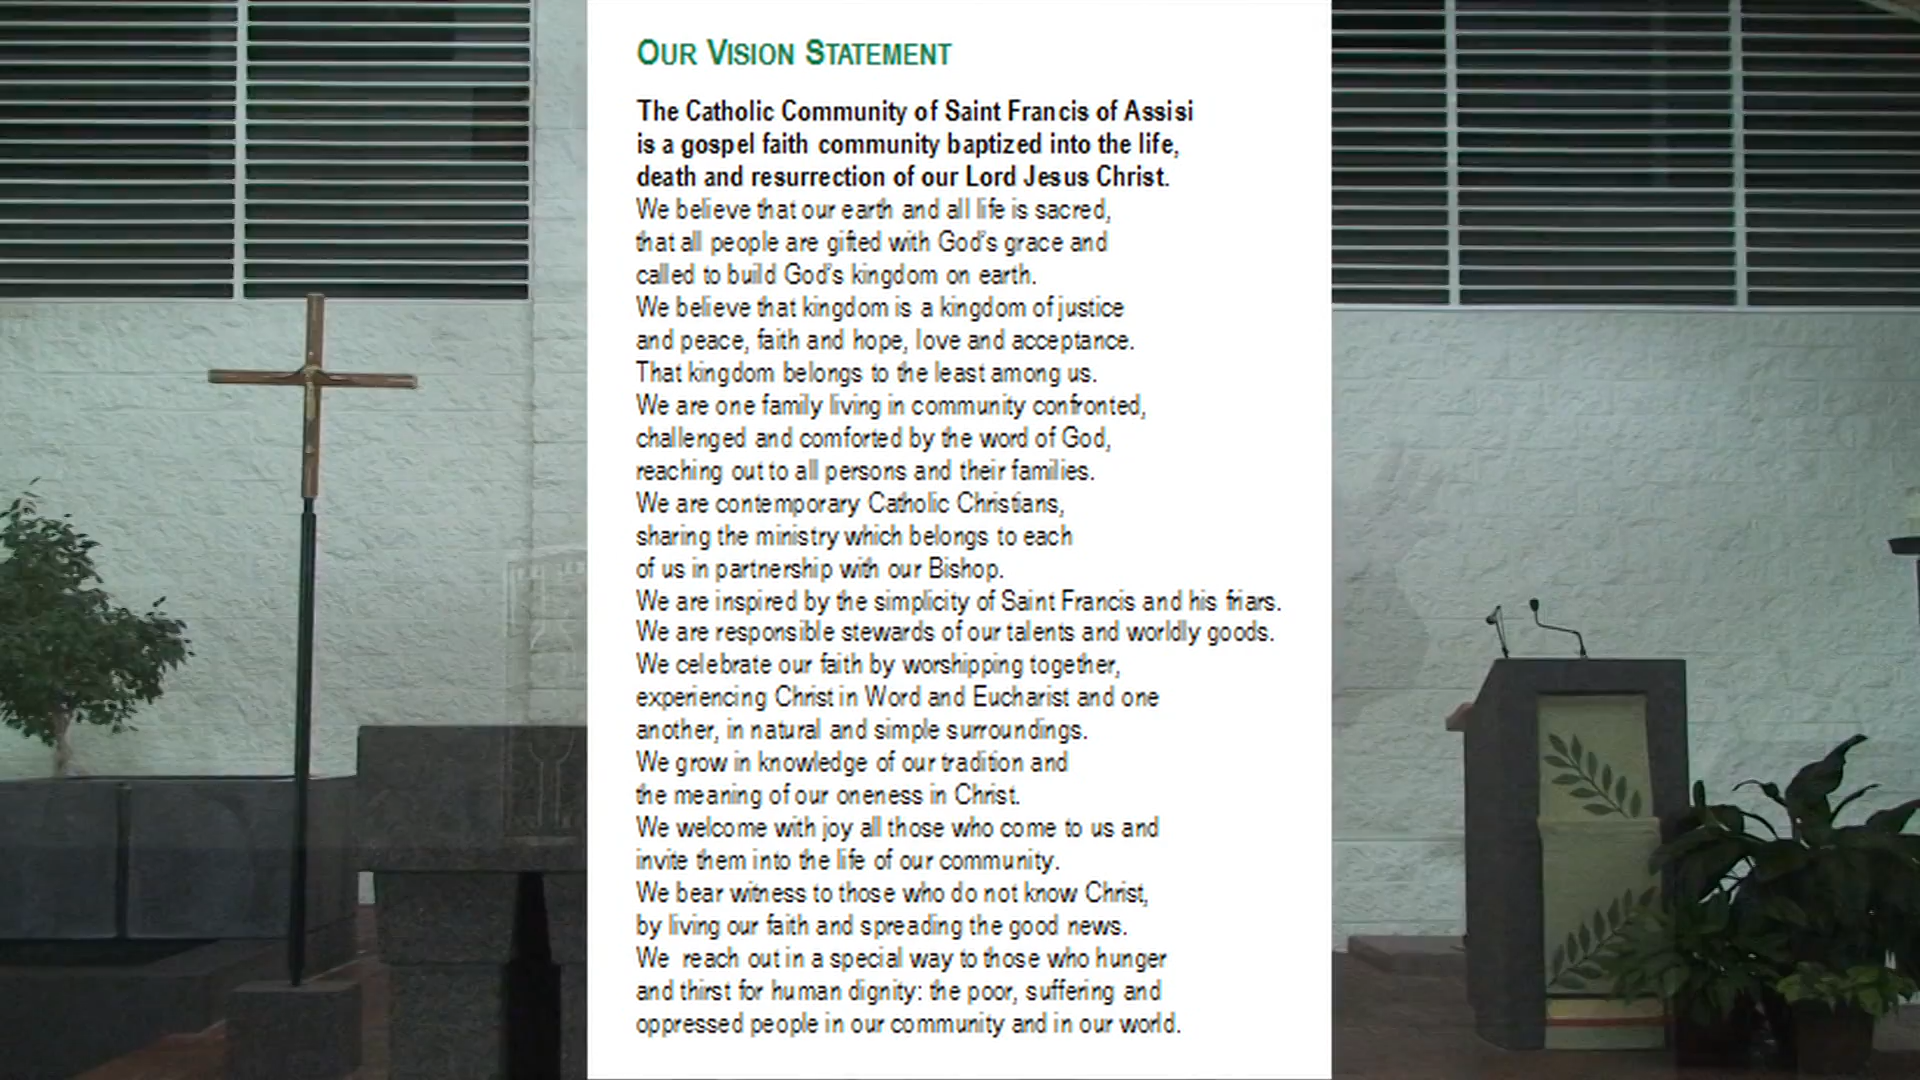 OUR VISION STATEMENT
The Catholic Community of Saint Francis of Assisi
is a gospel faith community baptized into the life,
death and resurrection of our Lord Jesus Christ.
We believe that our earth and all life is sacred,
that all people are gifted with God's grace and
called to build God's kingdom on earth.
We believe that kingdom is a kingdom of justice
and peace, faith and hope, love and acceptance.
That kingdom belongs to the least among us.
We are one family living in community confronted,
challenged and comforted by the word of God,
reaching out to all persons and their families.
We are contemporary Catholic Christians,
sharing the ministry which belongs to each
of us in partnership with our Bishop.
We are inspired by the simplicity of Saint Francis and his friars.
We are responsible stewards of our talents and worldly goods.
We celebrate our faith by worshipping together,
experiencing Christ in Word and Eucharist and one
another, in natural and simple surroundings.
We grow in knowledge of our tradition and
the meaning of our oneness in Christ.
We welcome with joy all those who come to us and
invite them into the life of our community.
We bear witness to those who do not know Christ,
by living our faith and spreading the good news.
We reach out in a special way to those who hunger
and thirst for human dignity: the poor, suffering and
oppressed people in our community and in our world.